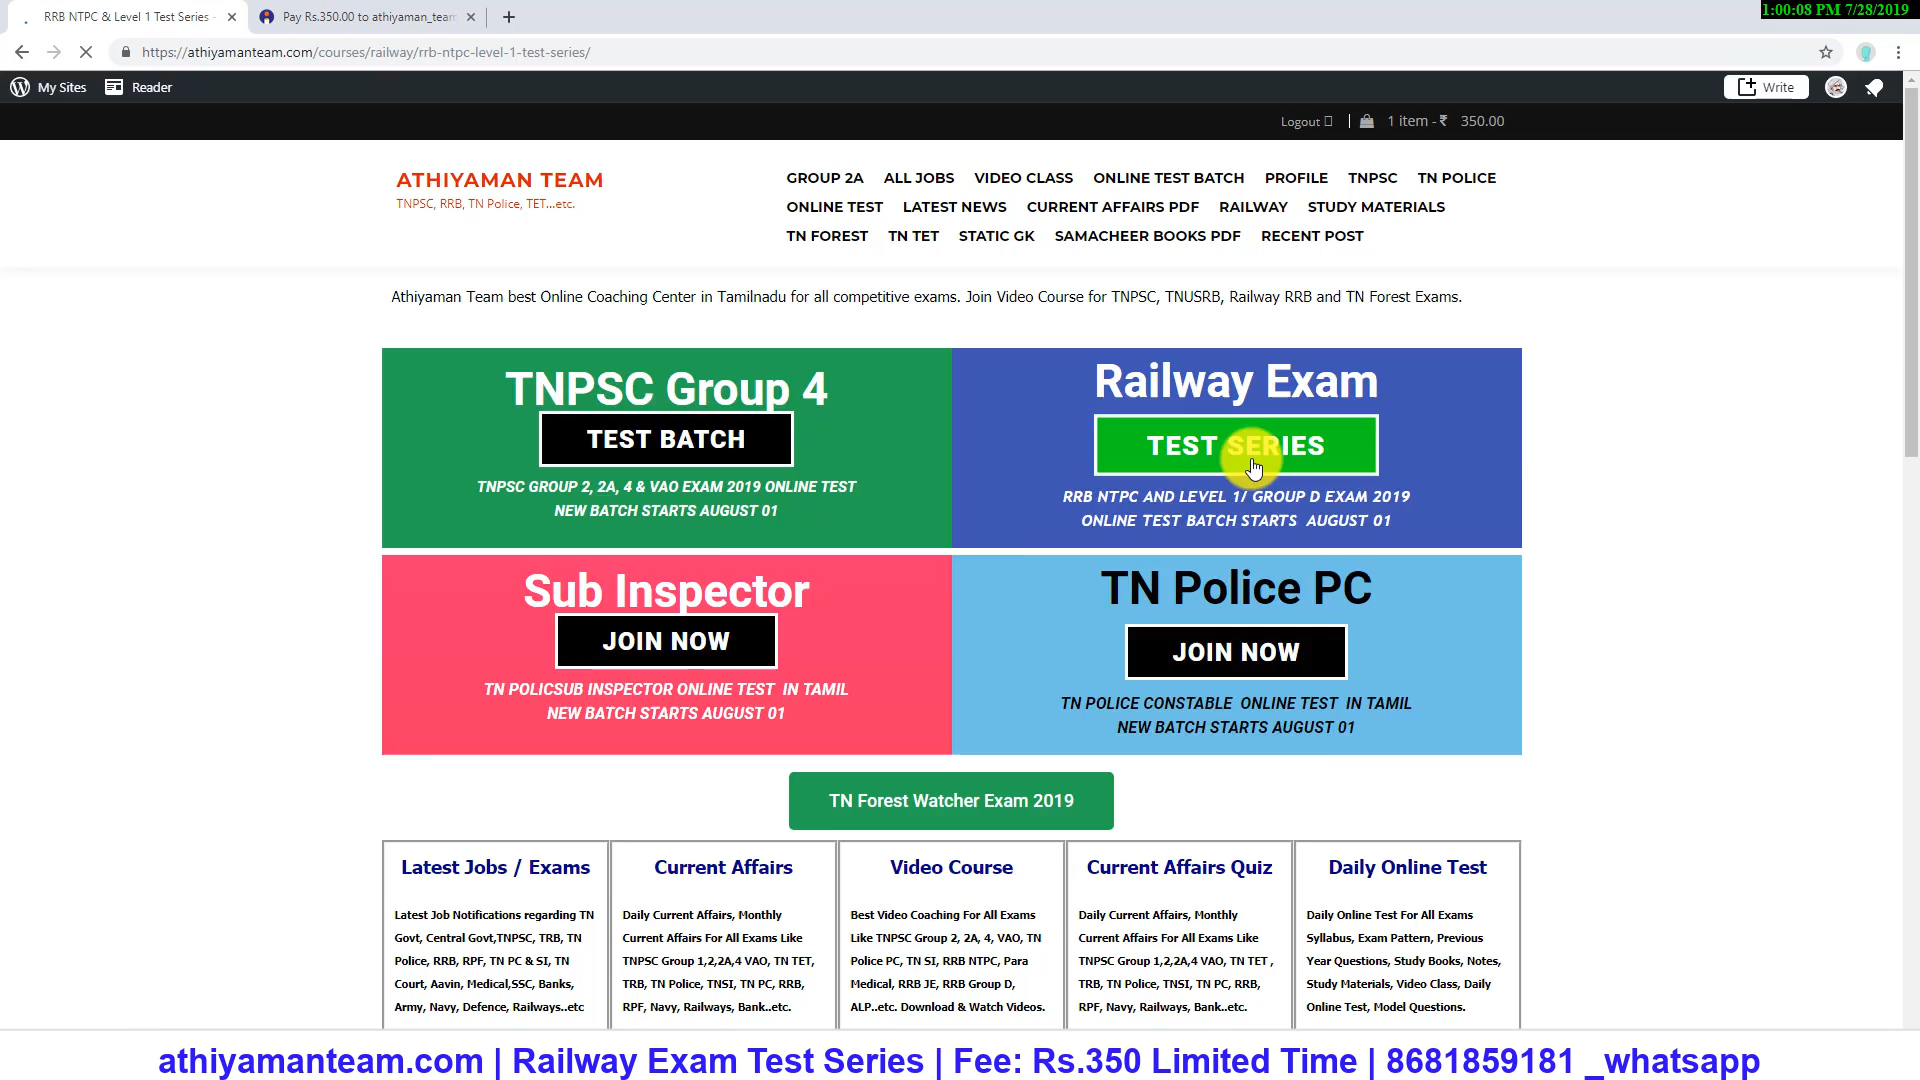 RRB NTPC & Level 1 Test Series -
Pay Rs.350.00 to athiyaman_team
1:00:08 PM 7/28/2019
https://athiyamanteam.com/courses/railway/rrb-ntpc-level-1-test-series/
My Sites
Reader
Write
Logout
1 item - ₹ 350.00
ATHIYAMAN TEAM
TNPSC, RRB, TN Police, TET...etc.
GROUP 2A ALL JOBS VIDEO CLASS ONLINE TEST BATCH PROFILE TNPSC TN POLICE
ONLINE TEST LATEST NEWS CURRENT AFFAIRS PDF RAILWAY STUDY MATERIALS
TN FOREST TN TET STATIC GK SAMACHEER BOOKS PDF RECENT POST
Athiyaman Team best Online Coaching Center in Tamilnadu for all competitive exams. Join Video Course for TNPSC, TNUSRB, Railway RRB and TN Forest Exams.
TNPSC Group 4
TEST BATCH
TNPSC GROUP 2, 2A, 4 & VAO EXAM 2019 ONLINE TEST
NEW BATCH STARTS AUGUST 01
Railway Exam
TEST SERIES
RRB NTPC AND LEVEL 1/ GROUP D EXAM 2019
ONLINE TEST BATCH STARTS AUGUST 01
Sub Inspector
JOIN NOW
TN POLICSUB INSPECTOR ONLINE TEST IN TAMIL
NEW BATCH STARTS AUGUST 01
TN Police PC
JOIN NOW
TN POLICE CONSTABLE ONLINE TEST IN TAMIL
NEW BATCH STARTS AUGUST 01
TN Forest Watcher Exam 2019
Latest Jobs / Exams
Latest Job Notifications regarding TN
Govt, Central Govt,TNPSC, TRB, TN
Police, RRB, RPF, TN PC & SI, TN
Court, Aavin, Medical,SSC, Banks,
Army, Navy, Defence, Railways..etc
Current Affairs
Daily Current Affairs, Monthly
Current Affairs For All Exams Like
TNPSC Group 1,2,2A,4 VAO, TN TET,
TRB, TN Police, TNSI, TN PC, RRB,
RPF, Navy, Railways, Bank..etc.
Video Course
Best Video Coaching For All Exams
Like TNPSC Group 2, 2A, 4, VAO, TN
Police PC, TN SI, RRB NTPC, Para
Medical, RRB JE, RRB Group D,
ALP..etc. Download & Watch Videos.
Current Affairs Quiz
Daily Current Affairs, Monthly
Current Affairs For All Exams Like
TNPSC Group 1,2,2A,4 VAO, TN TET ,
TRB, TN Police, TNSI, TN PC, RRB,
RPF, Navy, Railways, Bank..etc.
Daily Online Test
Daily Online Test For All Exams
Syllabus, Exam Pattern, Previous
Year Questions, Study Books, Notes,
Study Materials, Video Class, Daily
Online Test, Model Questions.
athiyamanteam.com | Railway Exam Test Series | Fee: Rs.350 Limited Time | 8681859181 _whatsapp